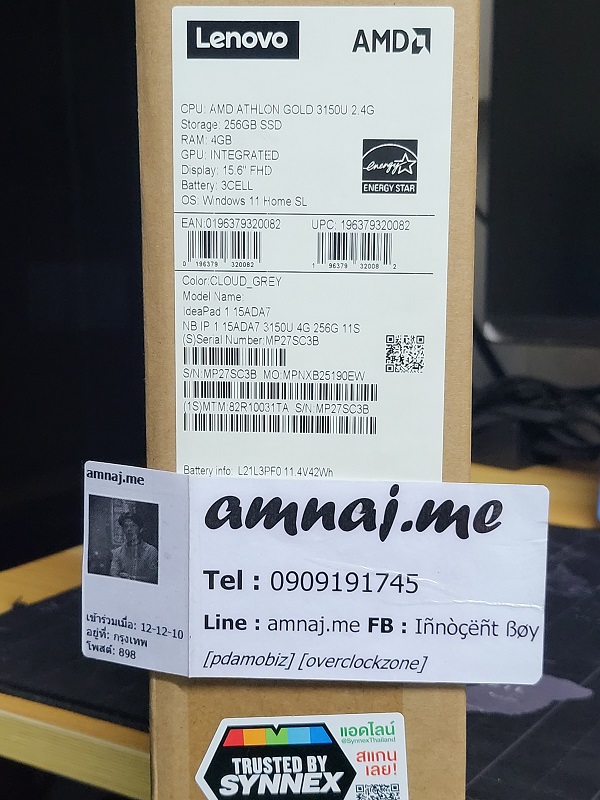 Lenovo
AMD
CPU: AMD ATHLON GOLD 3150U 2.4G
Storage: 256GB SSD
RAM: 4GB
GPU: INTEGRATED
Display: 15.6" FHD
Battery: 3CELL
OS: Windows 11 Home SL
energy
ENERGY STAR
EAN:0196379320082
UPC: 196379320082
0 196379 320082
1 96379 32008 2
Color:CLOUD_GREY
Model Name:
IdeaPad 1 15ADA7
NB IP 1 15ADA7 3150U 4G 256G 11S
(S)Serial Number:MP27SC3B
S/N:MP27SC3B MO:MPNXB25190EW
(1S)MTM:82R10031TA S/N:MP27SC3B
Battery info: L21L3PF0 11.4V42Wh
amnaj.me
เข้าร่วมเมื่อ: 12-12-10
อยู่ที่: กรุงเทพ
โพสต์: 898
amnaj.me
Tel : 0909191745
Line : amnaj.me FB : Iññòçëñt ßøy
[pdamobiz] [overclockzone]
TRUSTED BY
SYNNEX
แอดไลน์
@SynnexThailand
สแกน
เลย!